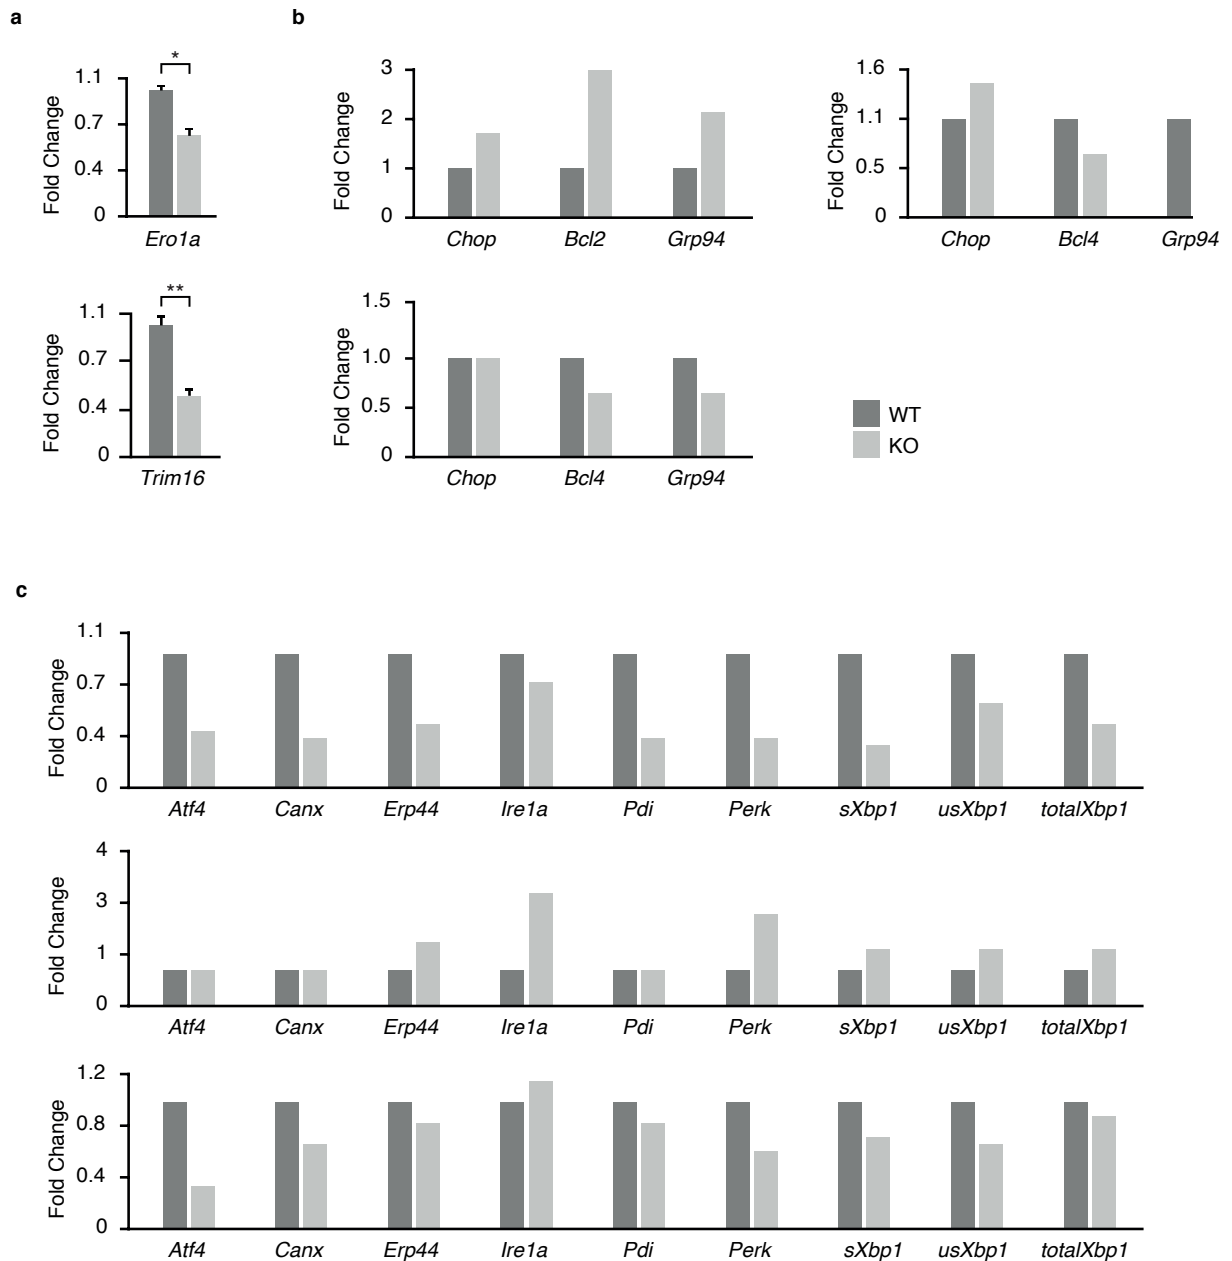 a
b
*
1.1
0.7
0.4
0
Fold Change
Ero1a
3
2
1
0
Fold Change
Chop Bcl2 Grp94
1.6
1.1
0.5
0
Fold Change
Chop Bcl4 Grp94
**
1.1
0.7
0.4
0
Fold Change
Trim16
1.5
1.0
0.5
0
Fold Change
Chop Bcl4 Grp94
WT
KO
c
1.1
0.7
0.4
0
Fold Change
Atf4 Canx Erp44 Ire1a Pdi Perk sXbp1 usXbp1 totalXbp1
4
3
1
0
Fold Change
Atf4 Canx Erp44 Ire1a Pdi Perk sXbp1 usXbp1 totalXbp1
1.2
0.8
0.4
0
Fold Change
Atf4 Canx Erp44 Ire1a Pdi Perk sXbp1 usXbp1 totalXbp1